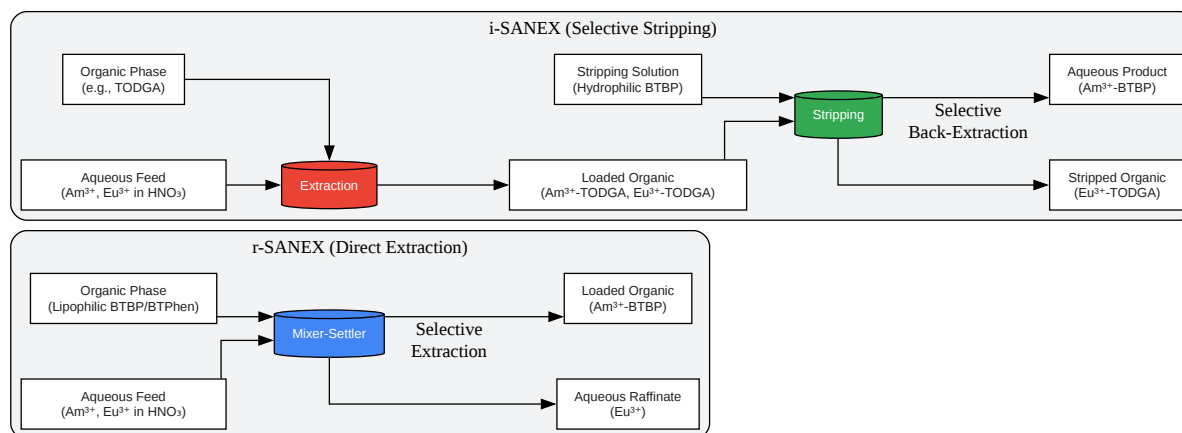 i-SANEX (Selective Stripping)
Organic Phase
(e.g., TODGA)
Stripping Solution
(Hydrophilic BTBP)
Aqueous Product
(Am³⁺-BTBP)
Stripping
Selective
Back-Extraction
Aqueous Feed
(Am³⁺, Eu³⁺ in HNO₃)
Extraction
Loaded Organic
(Am³⁺-TODGA, Eu³⁺-TODGA)
Stripped Organic
(Eu³⁺-TODGA)
r-SANEX (Direct Extraction)
Organic Phase
(Lipophilic BTBP/BTPhen)
Loaded Organic
(Am³⁺-BTBP)
Mixer-Settler
Selective
Extraction
Aqueous Feed
(Am³⁺, Eu³⁺ in HNO₃)
Aqueous Raffinate
(Eu³⁺)